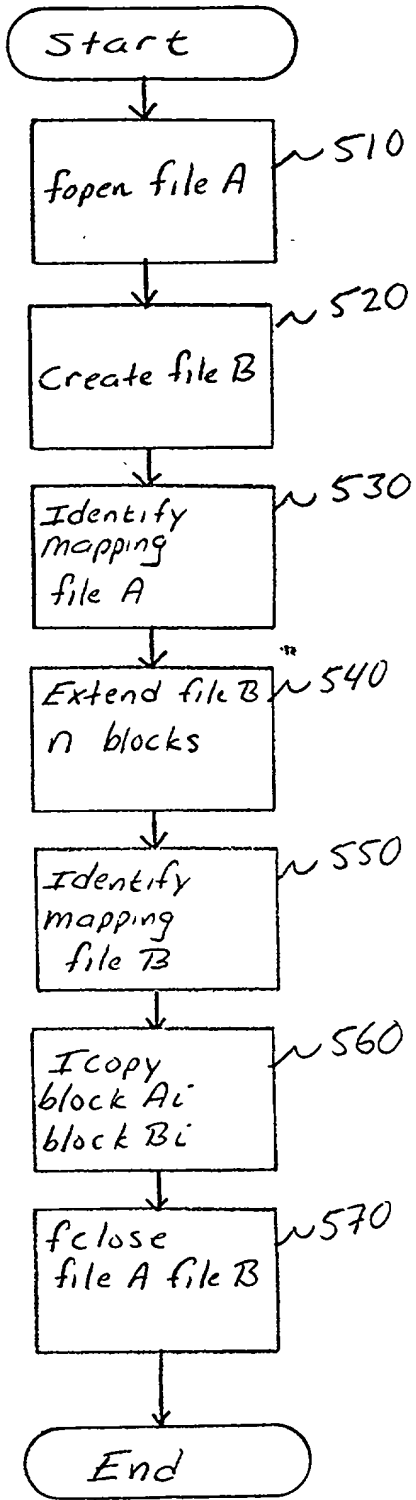 Start
510
fopen file A
520
Create file B
530
Identify
mapping
file A
540
Extend file B
n blocks
550
Identify
mapping
file B
560
Icopy
block Ai
block Bi
570
fclose
file A file B
End